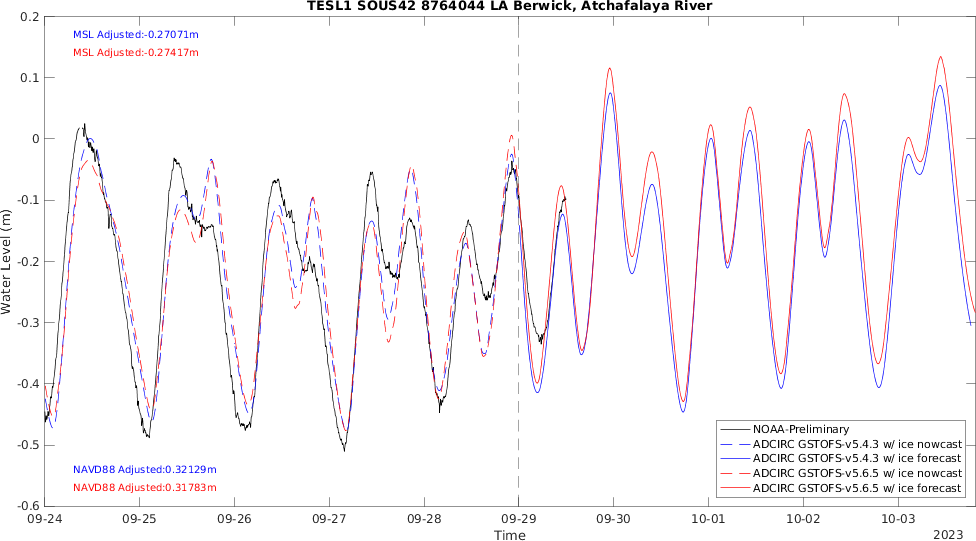 TESL1 SOUS42 8764044 LA Berwick, Atchafalaya River
0.2
MSL Adjusted:-0.27071m
MSL Adjusted:-0.27417m
0.1
0
-0.1
-0.2
-0.3
-0.4
-0.5
-0.6
Water Level (m)
NAVD88 Adjusted:0.32129m
NAVD88 Adjusted:0.31783m
NOAA-Preliminary
ADCIRC GSTOFS-v5.4.3 w/ ice nowcast
ADCIRC GSTOFS-v5.4.3 w/ ice forecast
ADCIRC GSTOFS-v5.6.5 w/ ice nowcast
ADCIRC GSTOFS-v5.6.5 w/ ice forecast
09-24 09-25 09-26 09-27 09-28 09-29 09-30 10-01 10-02 10-03
Time
2023